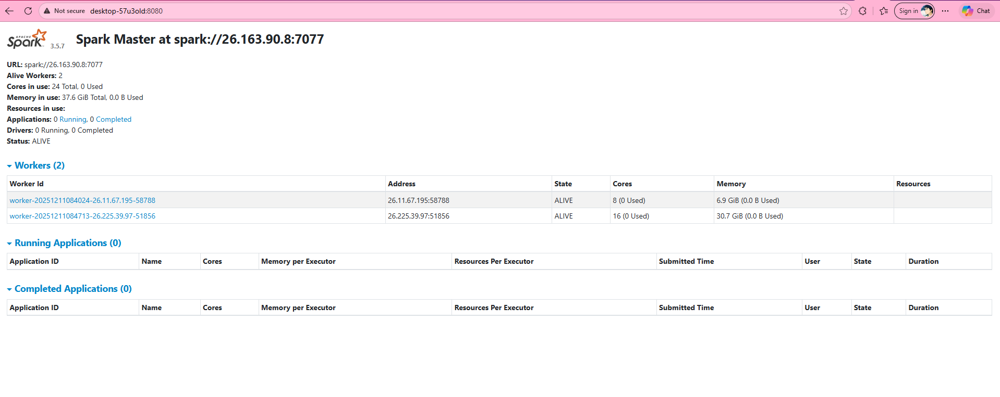 Not secure desktop-57u3old:8080 Sign in Chat
APACHE Spark 3.5.7 Spark Master at spark://26.163.90.8:7077
URL: spark://26.163.90.8:7077
Alive Workers: 2
Cores in use: 24 Total, 0 Used
Memory in use: 37.6 GiB Total, 0.0 B Used
Resources in use:
Applications: 0 Running, 0 Completed
Drivers: 0 Running, 0 Completed
Status: ALIVE
Workers (2)
Worker Id Address State Cores Memory Resources
worker-20251211084024-26.11.67.195-58788 26.11.67.195:58788 ALIVE 8 (0 Used) 6.9 GiB (0.0 B Used)
worker-20251211084713-26.225.39.97-51856 26.225.39.97:51856 ALIVE 16 (0 Used) 30.7 GiB (0.0 B Used)
Running Applications (0)
Application ID Name Cores Memory per Executor Resources Per Executor Submitted Time User State Duration
Completed Applications (0)
Application ID Name Cores Memory per Executor Resources Per Executor Submitted Time User State Duration